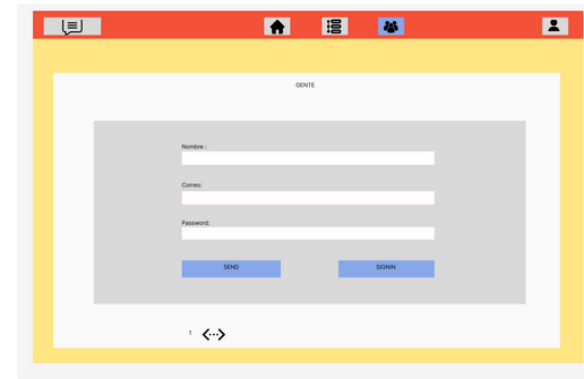 GENTE
Nombre :
Correo:
Password:
SEND SIGNIN
1